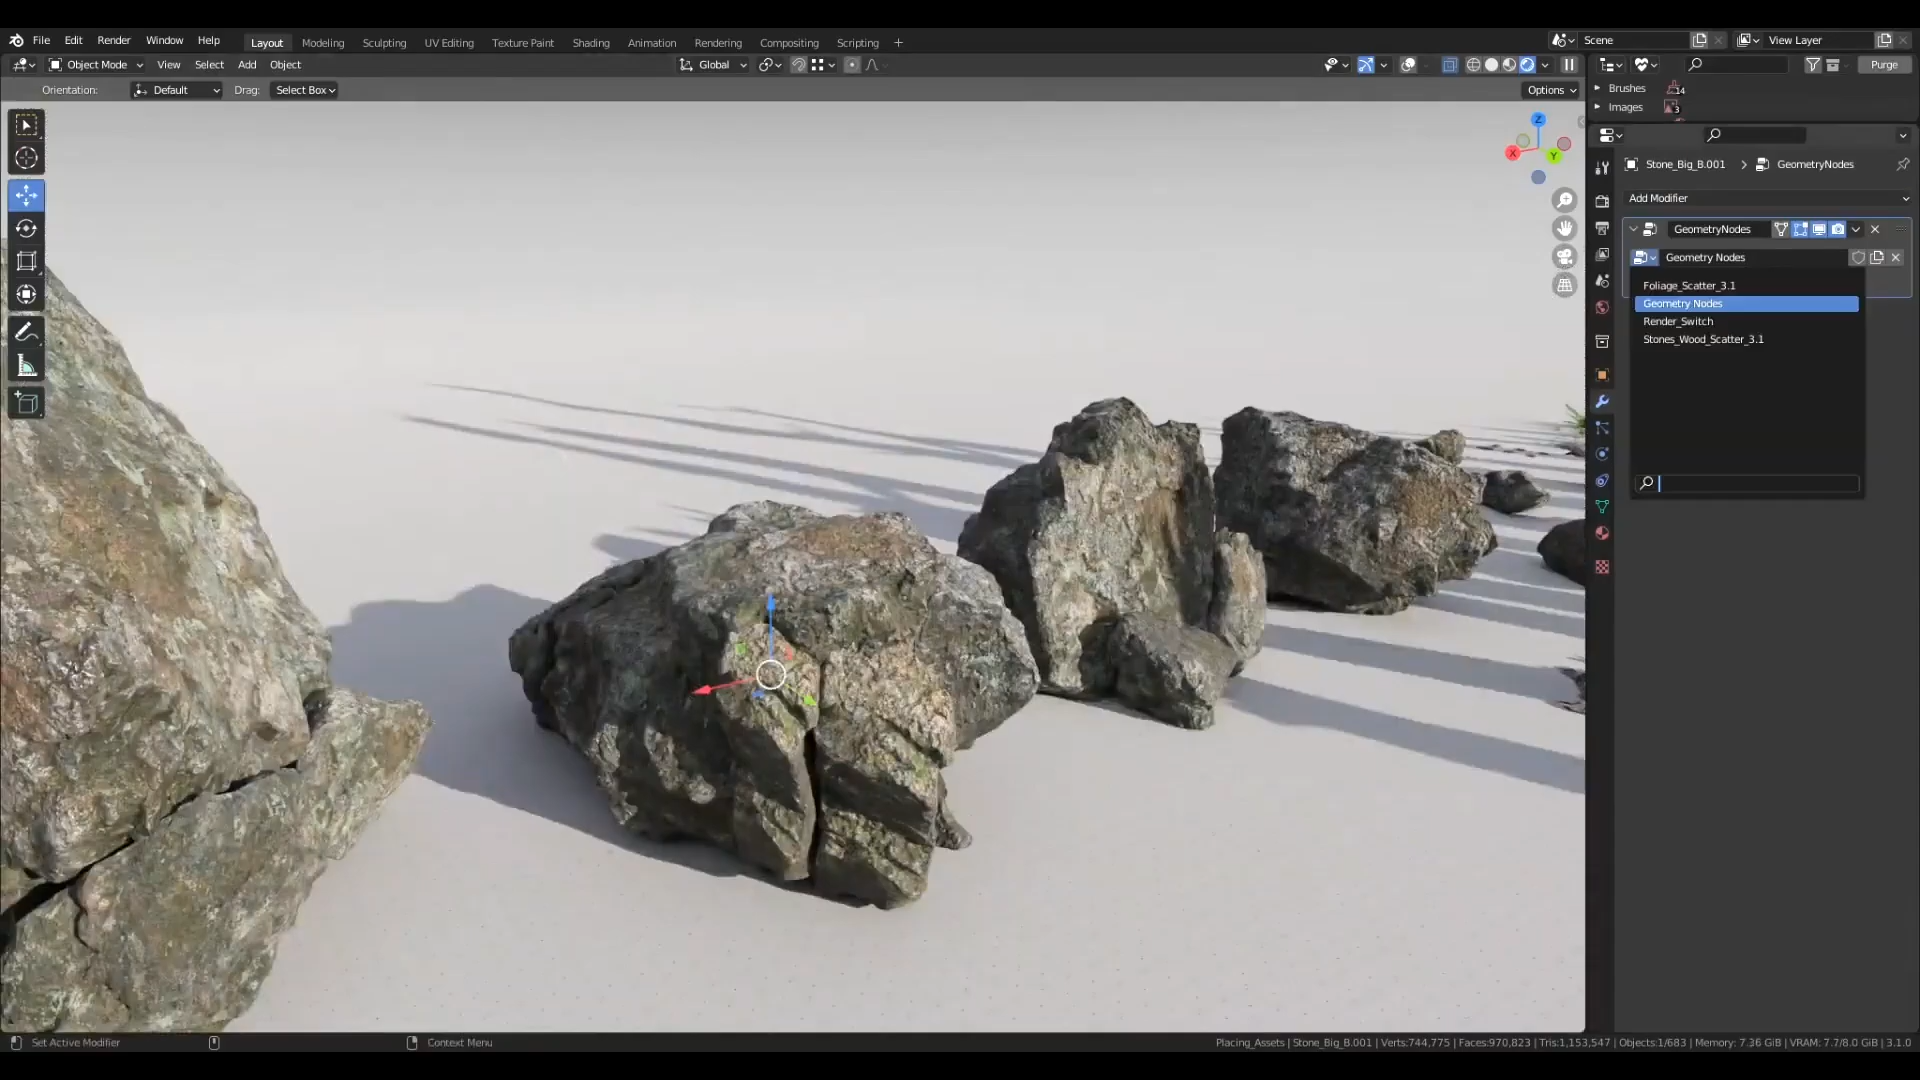 File Edit Render Window Help Layout Modeling Sculpting UV Editing Texture Paint Shading Animation Rendering Compositing Scripting + Scene View Layer
Object Mode View Select Add Object Global Purge
Orientation: Default Drag: Select Box Options
Brushes 14
Images 3
Z
X
Y
Stone_Big_B.001 > GeometryNodes
Add Modifier
GeometryNodes
Geometry Nodes
Foliage_Scatter_3.1
Geometry Nodes
Render_Switch
Stones_Wood_Scatter_3.1
Set Active Modifier Context Menu Placing_Assets | Stone_Big_B.001 | Verts:744,775 | Faces:970,823 | Tris:1,153,547 | Objects:1/683 | Memory: 7.36 GiB | VRAM: 7.7/8.0 GiB | 3.1.0